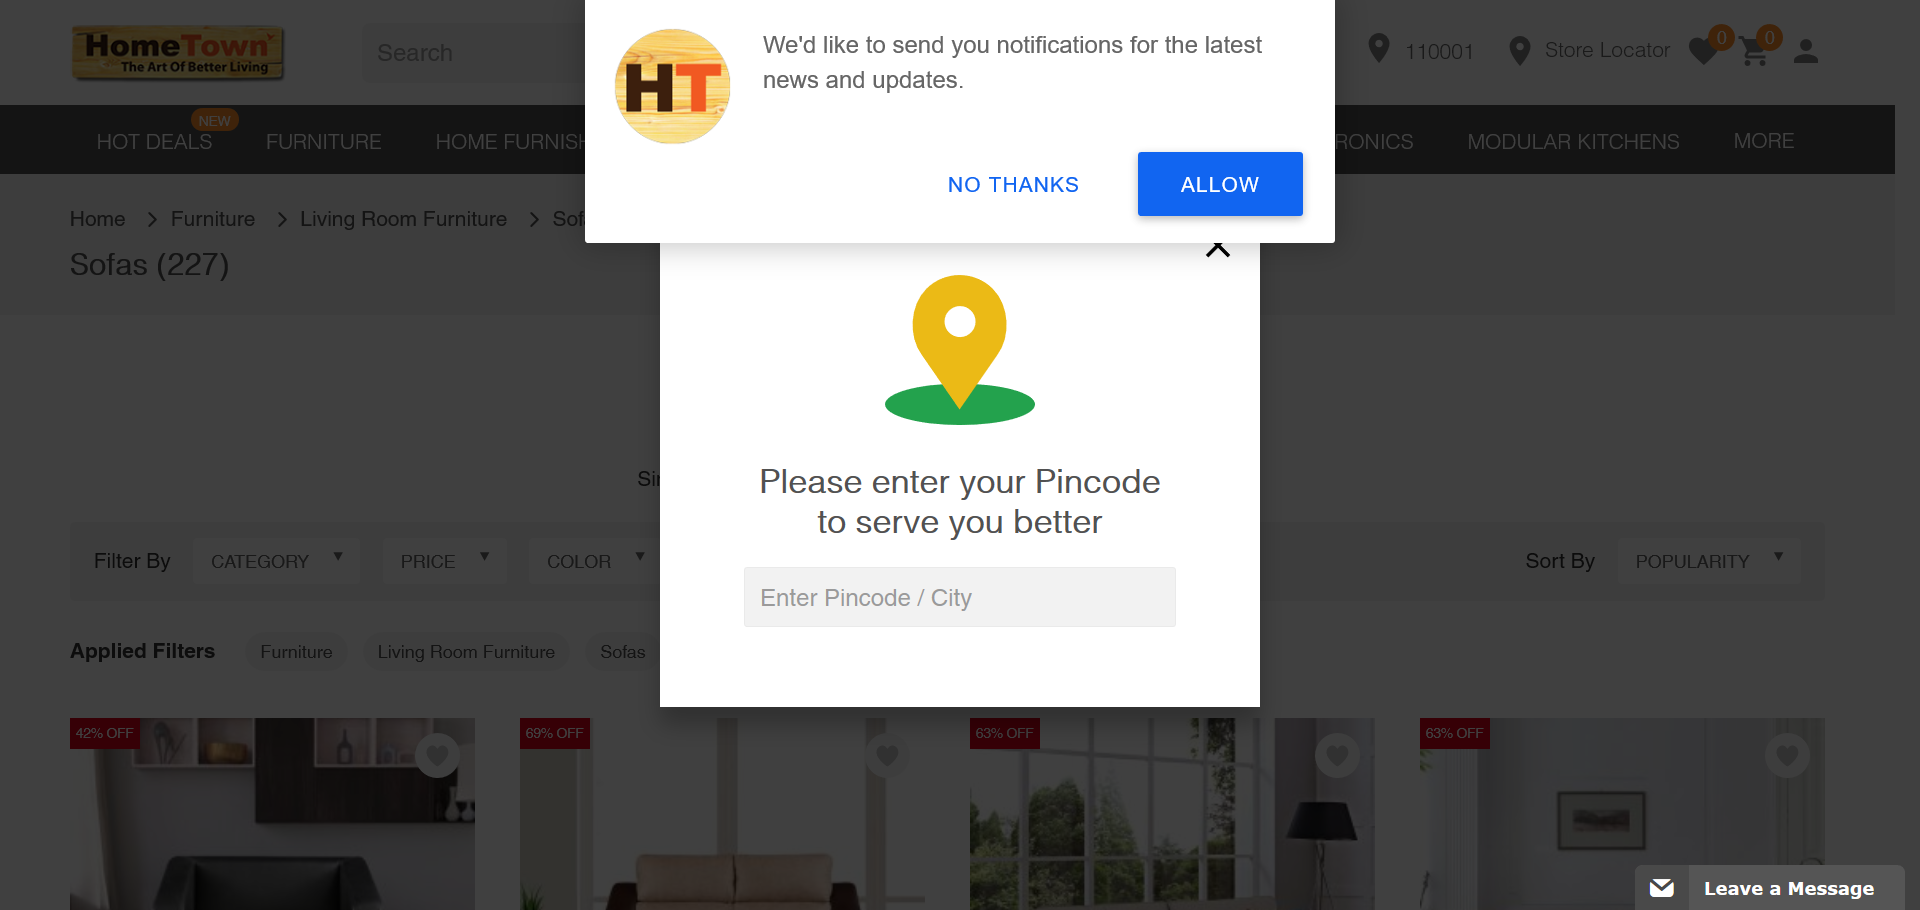 HomeTown
The Art Of Better Living
Search
We'd like to send you notifications for the latest
news and updates.
HT
NO THANKS
ALLOW
110001
Store Locator
0
0
NEW
HOT DEALS
FURNITURE
HOME FURNISH
RONICS
MODULAR KITCHENS
MORE
Home > Furniture > Living Room Furniture > Sofa
Sofas (227)
Please enter your Pincode
to serve you better
Enter Pincode / City
Filter By
CATEGORY
PRICE
COLOR
Sort By
POPULARITY
Applied Filters
Furniture
Living Room Furniture
Sofas
42% OFF
69% OFF
63% OFF
63% OFF
Leave a Message